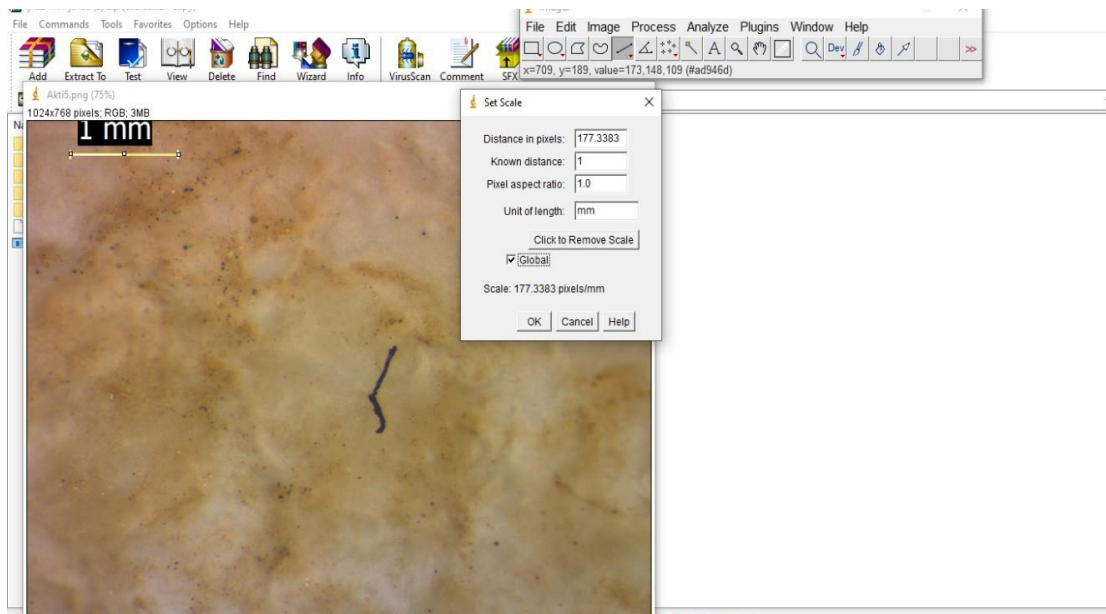 File Commands Tools Favorites Options Help
Add Extract To Test View Delete Find Wizard Info VirusScan Comment SFX
File Edit Image Process Analyze Plugins Window Help
Dev
x=709, y=189, value=173,148,109 (#ad946d)
Akti5.png (75%)
1024x768 pixels; RGB; 3MB
1 mm
Set Scale
Distance in pixels: 177.3383
Known distance: 1
Pixel aspect ratio: 1.0
Unit of length: mm
Click to Remove Scale
Global
Scale: 177.3383 pixels/mm
OK Cancel Help